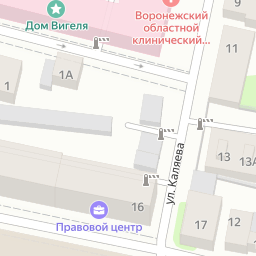 9
Дом Вигеля
Воронежский
областной
клинический...
11
1А
1
ул. Каляева
13
13А
16
Правовой центр
17
12